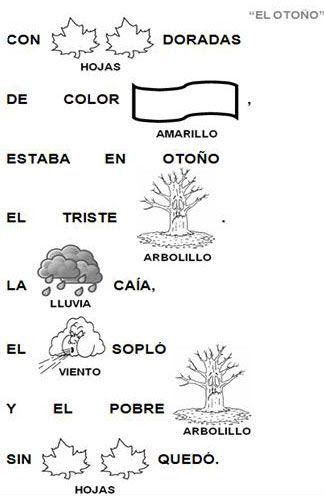 "EL OTOÑO"
CON DORADAS
HOJAS
DE COLOR ,
AMARILLO
ESTABA EN OTOÑO
EL TRISTE .
ARBOLILLO
LA CAÍA,
LLUVIA
EL SOPLÓ
VIENTO
Y EL POBRE
ARBOLILLO
SIN QUEDÓ.
HOJAS